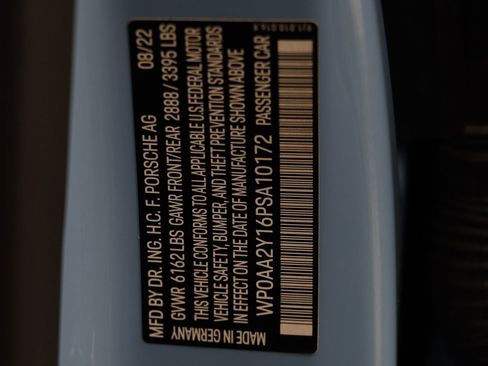 MFD BY DR. ING. H.C. F. PORSCHE AG 08/22
GVWR 6162 LBS GAWR FRONT/REAR 2888 / 3395 LBS
THIS VEHICLE CONFORMS TO ALL APPLICABLE U.S.FEDERAL MOTOR
VEHICLE SAFETY, BUMPER, AND THEFT PREVENTION STANDARDS
IN EFFECT ON THE DATE OF MANUFACTURE SHOWN ABOVE
WP0AA2Y16PSA10172 PASSENGER CAR
MADE IN GERMANY